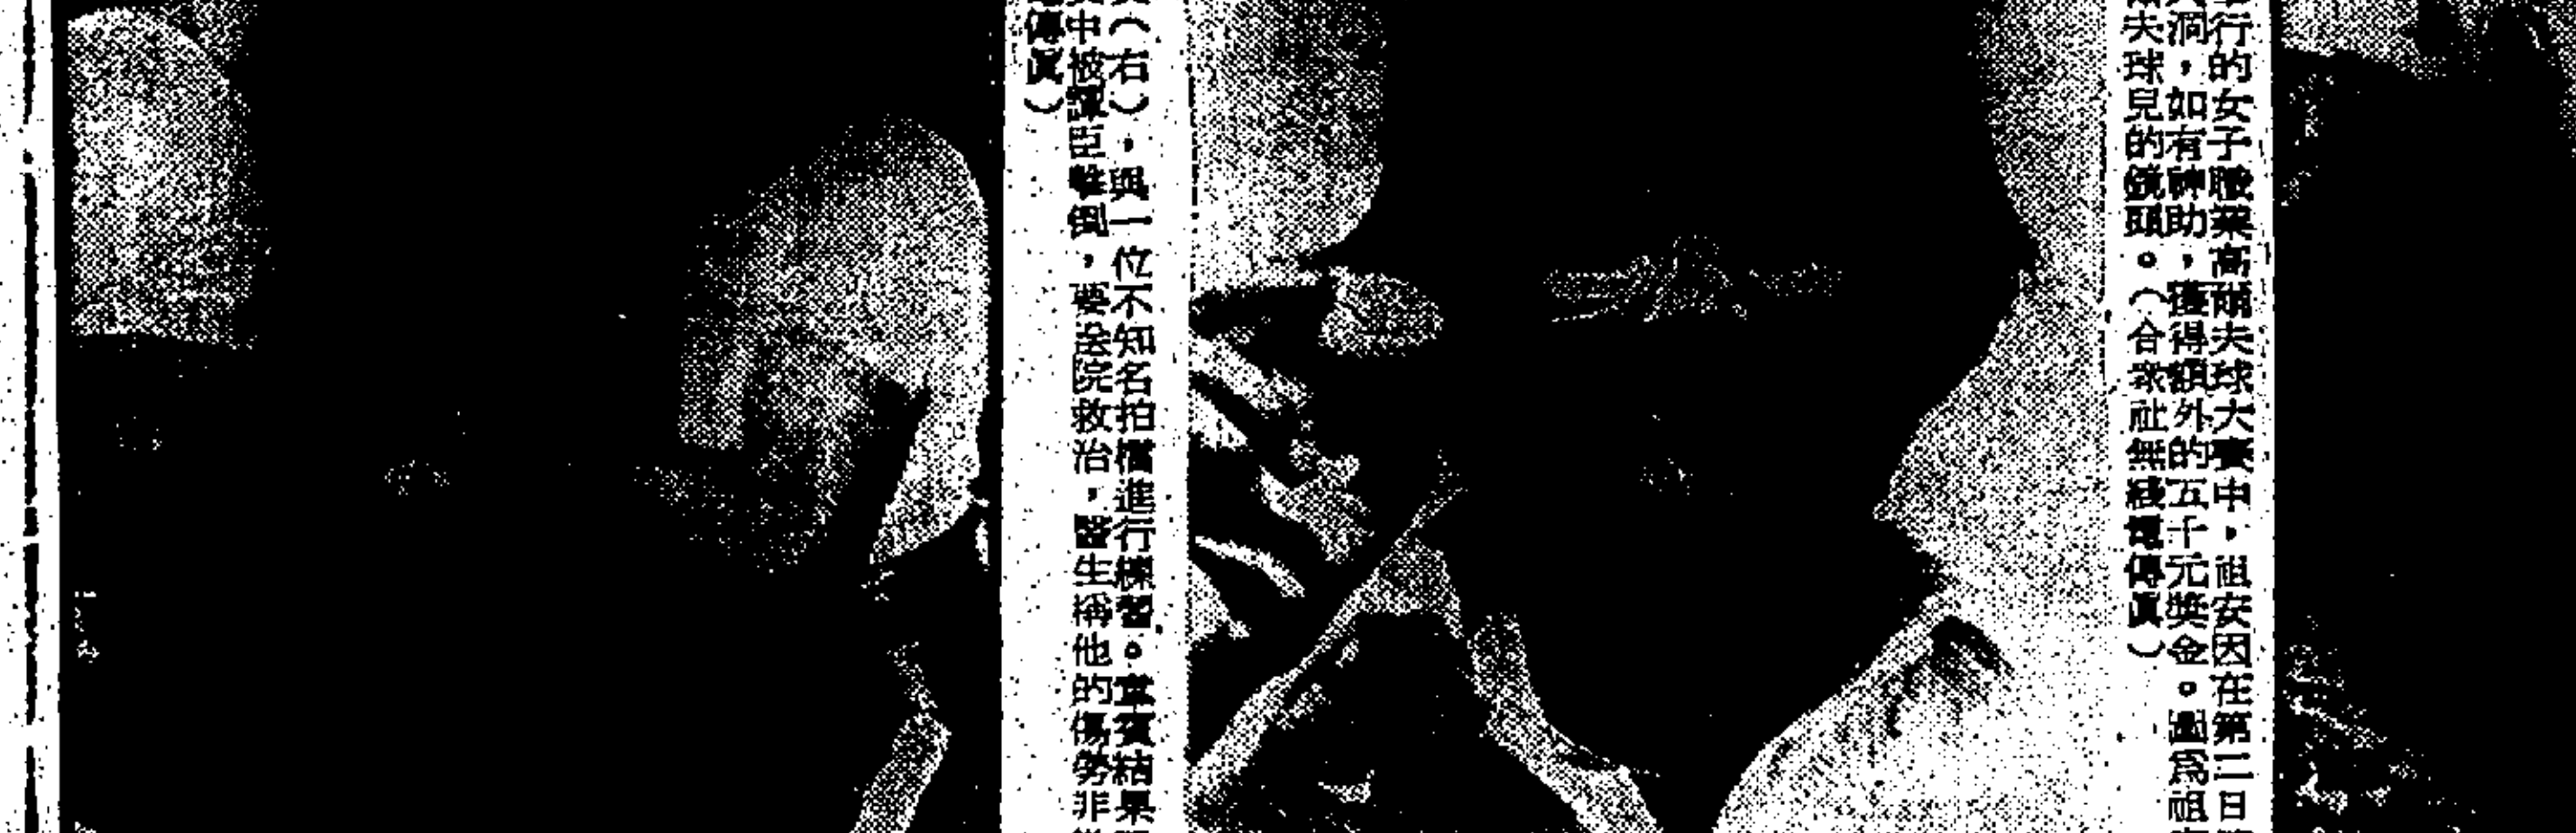 行的女子職業高爾夫球大賽中，祖安因在第二日
洞，如有神助，獲得額外的五千元獎金。圖為祖
夫球兒的鏡頭。（合眾社無綫電傳真）
（右），與一位不知名拍檔進行練習。結果
中被譚臣擊倒，要送院救治，醫生稱他的傷勢非
傳真）